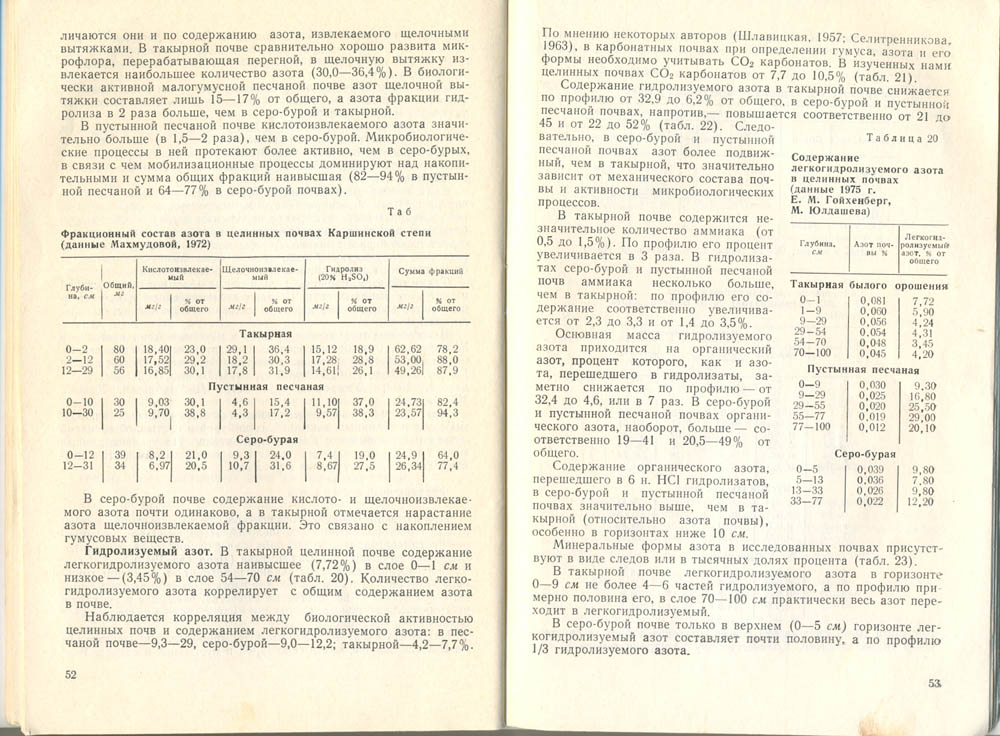 личаются они и по содержанию азота, извлекаемого щелочными
вытяжками. В такырной почве сравнительно хорошо развита мик-
рофлора, перерабатывающая перегной, в щелочную вытяжку из-
влекается наибольшее количество азота (30,0—36,4%). В биологи-
чески активной малогумусной песчаной почве азот щелочной вы-
тяжки составляет лишь 15—17% от общего, а азота фракции гид-
ролиза в 2 раза больше, чем в серо-бурой и такырной.
В пустынной песчаной почве кислотоизвлекаемого азота значи-
тельно больше (в 1,5—2 раза), чем в серо-бурой. Микробиологиче-
ские процессы в ней протекают более активно, чем в серо-бурых,
в связи с чем мобилизационные процессы доминируют над накопи-
тельными и сумма общих фракций наивысшая (82—94% в пустын-
ной песчаной и 64—77% в серо-бурой почвах).
Таб
Фракционный состав азота в целинных почвах Каршинской степи
(данные Махмудовой, 1972)
Глуби-
на, см
Общий,
мг
Кислотоизвлекае-
мый
Щелочноизвлекае-
мый
Гидролиз
(20% H₂SO₄)
Сумма фракций
мг/г % от общего мг/г % от общего мг/г % от общего мг/г % от общего
Такырная
0—2 80 18,40 23,0 29,1 36,4 15,12 18,9 62,62 78,2
2—12 60 17,52 29,2 18,2 30,3 17,28 28,8 53,00 88,0
12—29 56 16,85 30,1 17,8 31,9 14,61 26,1 49,26 87,9
Пустынная песчаная
0—10 30 9,03 30,1 4,6 15,4 11,10 37,0 24,73 82,4
10—30 25 9,70 38,8 4,3 17,2 9,57 38,3 23,57 94,3
Серо-бурая
0—12 39 8,2 21,0 9,3 24,0 7,4 19,0 24,9 64,0
12—31 34 6,97 20,5 10,7 31,6 8,67 27,5 26,34 77,4
В серо-бурой почве содержание кислото- и щелочноизвлекае-
мого азота почти одинаково, а в такырной отмечается нарастание
азота щелочноизвлекаемой фракции. Это связано с накоплением
гумусовых веществ.
Гидролизуемый азот. В такырной целинной почве содержание
легкогидролизуемого азота наивысшее (7,72%) в слое 0—1 см и
низкое — (3,45%) в слое 54—70 см (табл. 20). Количество легко-
гидролизуемого азота коррелирует с общим содержанием азота
в почве.
Наблюдается корреляция между биологической активностью
целинных почв и содержанием легкогидролизуемого азота: в пес-
чаной почве—9,3—29, серо-бурой—9,0—12,2; такырной—4,2—7,7%.
52
По мнению некоторых авторов (Шлавицкая, 1957; Селитренникова,
1963), в карбонатных почвах при определении гумуса, азота и его
формы необходимо учитывать CO₂ карбонатов. В изученных нами
целинных почвах CO₂ карбонатов от 7,7 до 10,5% (табл. 21).
Содержание гидролизуемого азота в такырной почве снижается
по профилю от 32,9 до 6,2% от общего, в серо-бурой и пустынной
песчаной почвах, напротив,— повышается соответственно от 21 до
45 и от 22 до 52% (табл. 22). Следо-
вательно, в серо-бурой и пустынной
песчаной почвах азот более подвиж-
ный, чем в такырной, что значительно
зависит от механического состава поч-
вы и активности микробиологических
процессов.
В такырной почве содержится не-
значительное количество аммиака (от
0,5 до 1,5%). По профилю его процент
увеличивается в 3 раза. В гидролиза-
тах серо-бурой и пустынной песчаной
почв аммиака несколько больше,
чем в такырной: по профилю его со-
держание соответственно увеличива-
ется от 2,3 до 3,3 и от 1,4 до 3,5%.
Основная масса гидролизуемого
азота приходится на органический
азот, процент которого, как и азо-
та, перешедшего в гидролизаты, за-
метно снижается по профилю — от
32,4 до 4,6, или в 7 раз. В серо-бурой
и пустынной песчаной почвах органи-
ческого азота, наоборот, больше — со-
ответственно 19—41 и 20,5—49% от
общего.
Содержание органического азота,
перешедшего в 6 н. HCl гидролизатов,
в серо-бурой и пустынной песчаной
почвах значительно выше, чем в та-
кырной (относительно азота почвы),
особенно в горизонтах ниже 10 см.
Таблица 20
Содержание
легкогидролизуемого азота
в целинных почвах
(данные 1975 г.
Е. М. Гойхенберг,
М. Юлдашева)
Глубина,
см
Азот поч-
вы %
Легкогид-
ролизуемый
азот, % от
общего
Такырная былого орошения
0—1 0,081 7,72
1—9 0,060 5,90
9—29 0,056 4,24
29—54 0,054 4,31
54—70 0,048 3,45
70—100 0,045 4,20
Пустынная песчаная
0—9 0,030 9,30
9—29 0,025 16,80
29—55 0,020 25,50
55—77 0,019 29,00
77—100 0,012 20,10
Серо-бурая
0—5 0,039 9,80
5—13 0,036 7,80
13—33 0,026 9,80
33—77 0,022 12,20
Минеральные формы азота в исследованных почвах присутст-
вуют в виде следов или в тысячных долях процента (табл. 23).
В такырной почве легкогидролизуемого азота в горизонте
0—9 см не более 4—6 частей гидролизуемого, а по профилю при-
мерно половина его, в слое 70—100 см практически весь азот пере-
ходит в легкогидролизуемый.
В серо-бурой почве только в верхнем (0—5 см) горизонте лег-
когидролизуемый азот составляет почти половину, а по профилю
1/3 гидролизуемого азота.
53